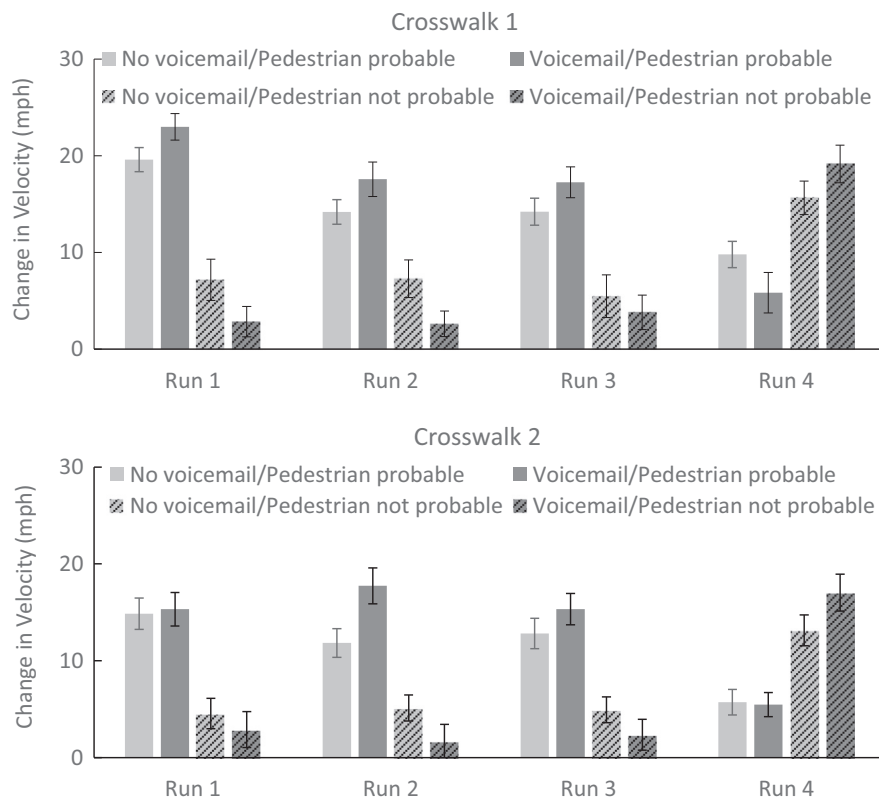 Crosswalk 1
Change in Velocity (mph)
30
20
10
0
No voicemail/Pedestrian probable
Voicemail/Pedestrian probable
No voicemail/Pedestrian not probable
Voicemail/Pedestrian not probable
Run 1
Run 2
Run 3
Run 4
Crosswalk 2
Change in Velocity (mph)
30
20
10
0
No voicemail/Pedestrian probable
Voicemail/Pedestrian probable
No voicemail/Pedestrian not probable
Voicemail/Pedestrian not probable
Run 1
Run 2
Run 3
Run 4